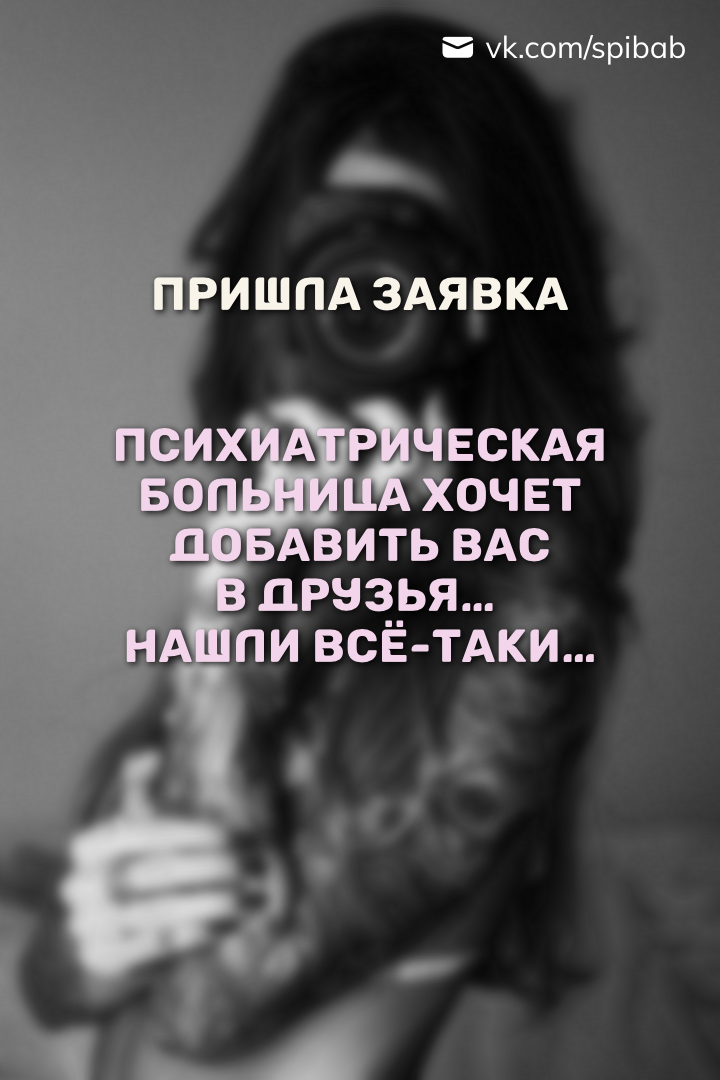 vk.com/spibab
ПРИШЛА ЗАЯВКА
ПСИХИАТРИЧЕСКАЯ
БОЛЬНИЦА ХОЧЕТ
ДОБАВИТЬ ВАС
В ДРУЗЬЯ...
НАШЛИ ВСЁ-ТАКИ...